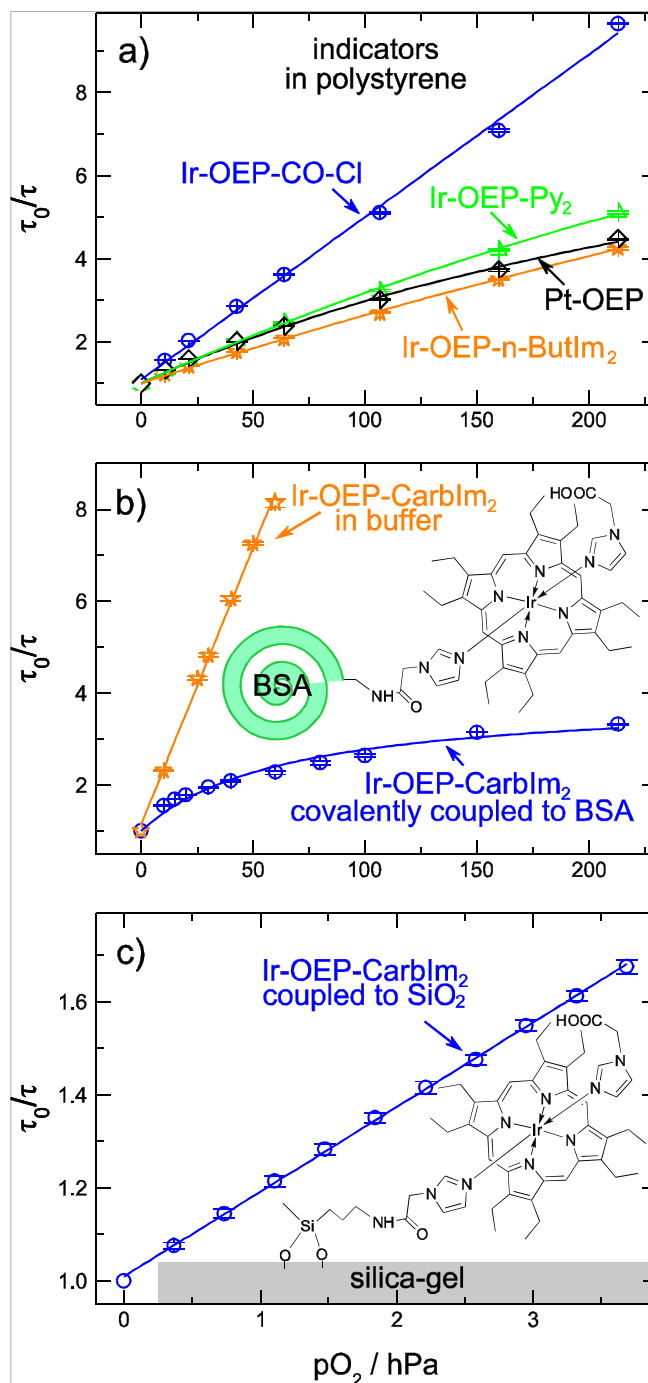 a)
indicators
in polystyrene
Ir-OEP-CO-Cl
Ir-OEP-Py₂
Pt-OEP
Ir-OEP-n-ButIm₂
τ₀/τ
8
6
4
2
0
50
100
150
200
b)
Ir-OEP-CarbIm₂
in buffer
HOOC
N
N
N
N
Ir
N
N
N
N
BSA
NH
O
Ir-OEP-CarbIm₂
covalently coupled to BSA
τ₀/τ
8
6
4
2
0
50
100
150
200
c)
Ir-OEP-CarbIm₂
coupled to SiO₂
HOOC
N
N
N
N
Ir
N
N
N
N
Si
NH
O
O
O
silica-gel
τ₀/τ
1.6
1.4
1.2
1.0
0
1
2
3
pO₂ / hPa